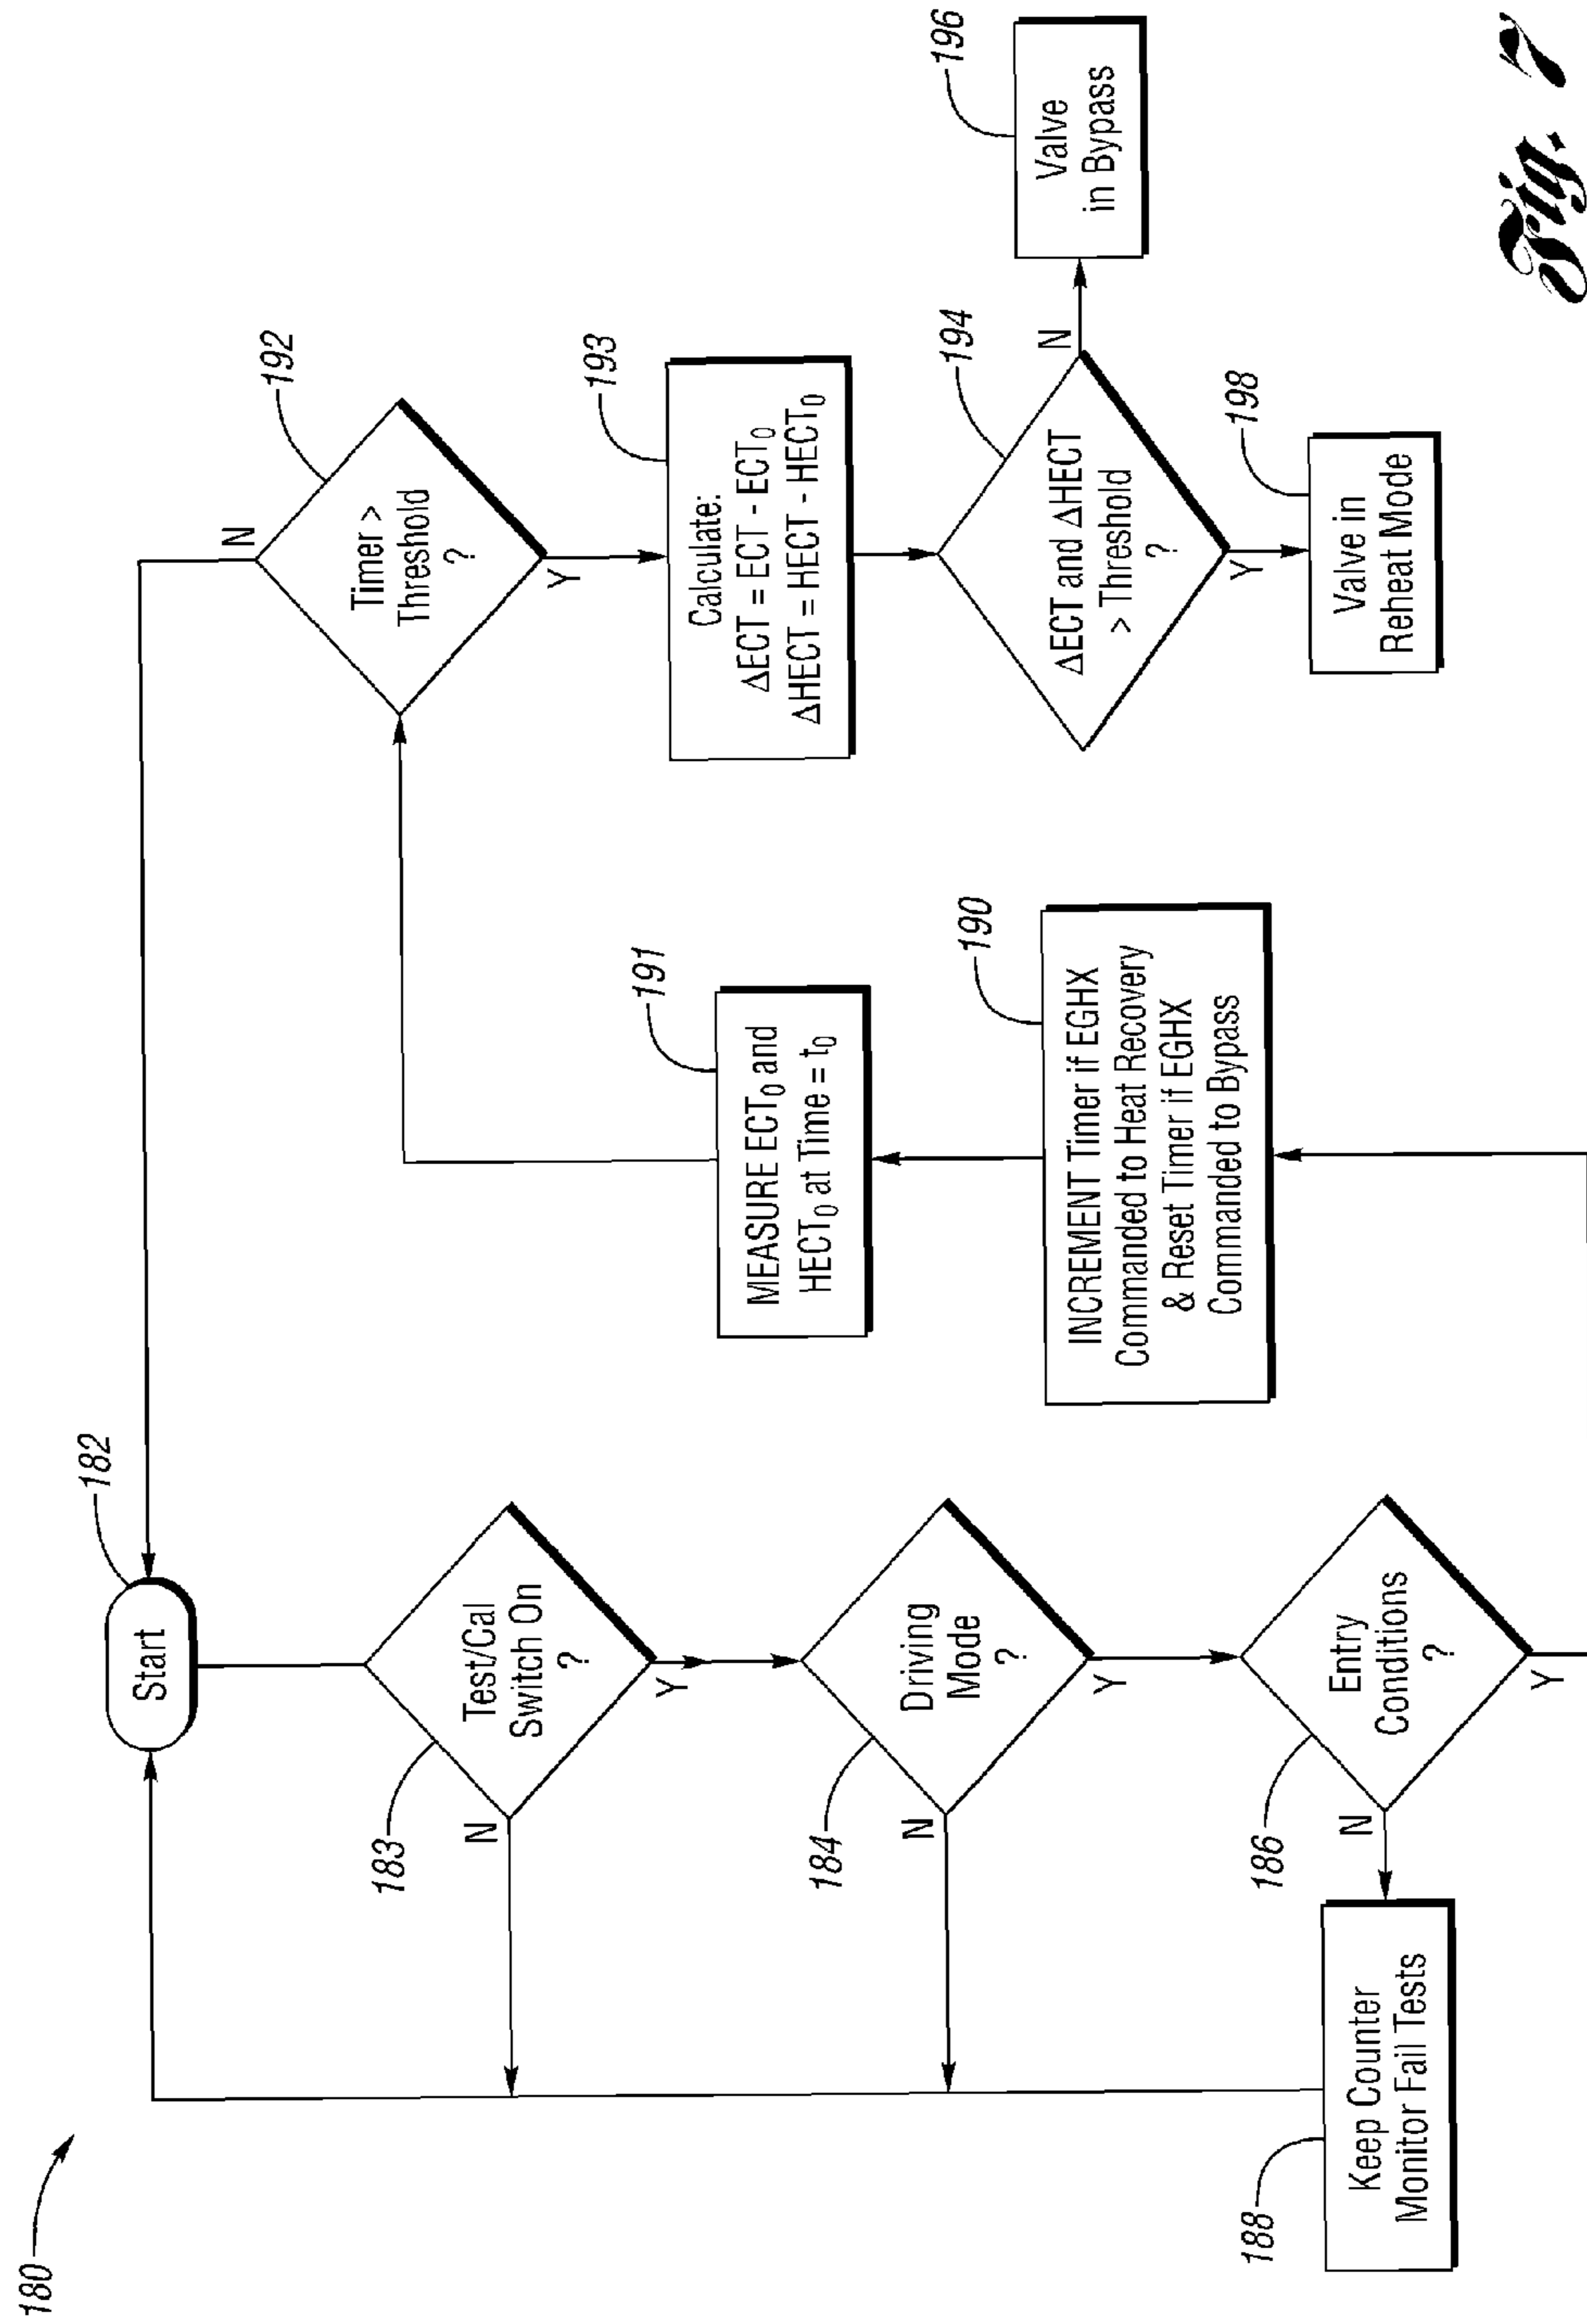 180
182
Start
183
Test/Cal
Switch On
?
N
Y
184
Driving
Mode
?
N
Y
186
Entry
Conditions
?
N
Y
188
Keep Counter
Monitor Fail Tests
190
INCREMENT Timer if EGHX
Commanded to Heat Recovery
& Reset Timer if EGHX
Commanded to Bypass
191
MEASURE ECT₀ and
HECT₀ at Time = t₀
192
Timer >
Threshold
?
N
Y
193
Calculate:
ΔECT = ECT - ECT₀
ΔHECT = HECT - HECT₀
194
ΔECT and ΔHECT
> Threshold
?
N
Y
196
Valve
in Bypass
198
Valve in
Reheat Mode
Fig. 7